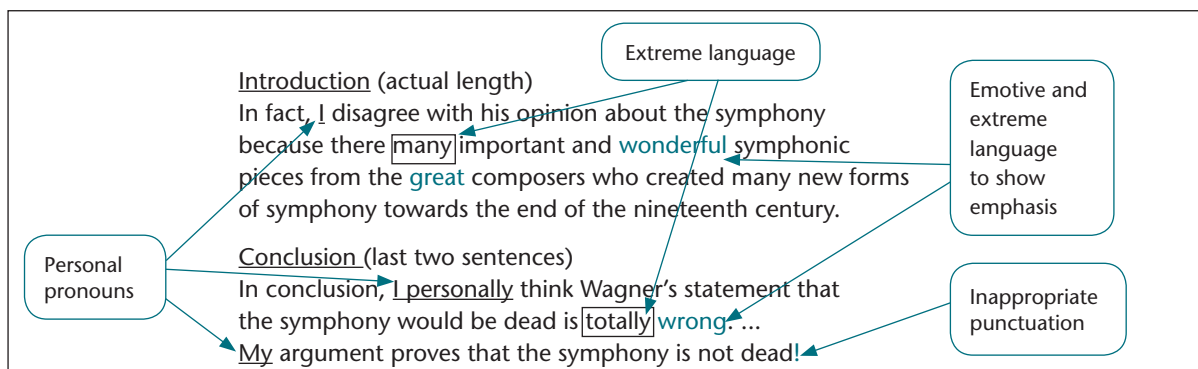 Extreme language
Introduction (actual length)
In fact, I disagree with his opinion about the symphony
because there many important and wonderful symphonic
pieces from the great composers who created many new forms
of symphony towards the end of the nineteenth century.
Emotive and
extreme
language
to show
emphasis
Personal
pronouns
Conclusion (last two sentences)
In conclusion, I personally think Wagner's statement that
the symphony would be dead is totally wrong. ...
My argument proves that the symphony is not dead!
Inappropriate
punctuation